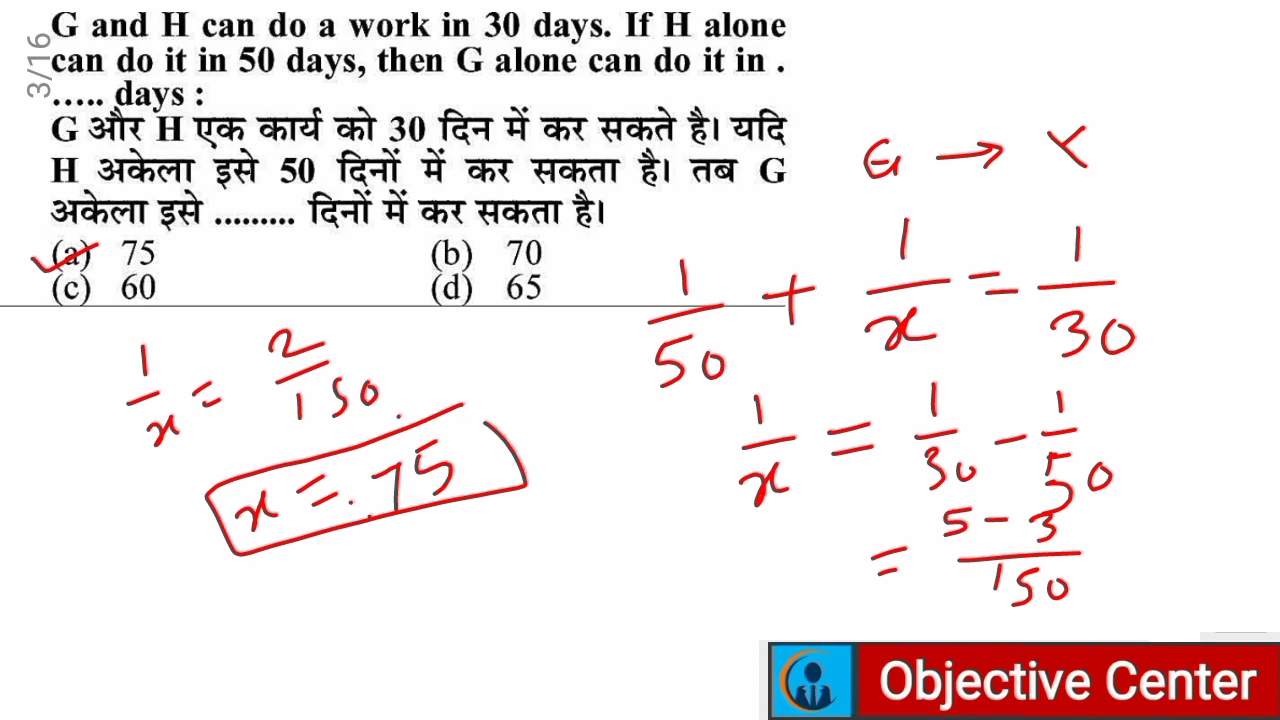 3/16
G and H can do a work in 30 days. If H alone
can do it in 50 days, then G alone can do it in .
..... days :
G और H एक कार्य को 30 दिन में कर सकते है। यदि
H अकेला इसे 50 दिनों में कर सकता है। तब G
अकेला इसे ......... दिनों में कर सकता है।
(a) 75 (b) 70
(c) 60 (d) 65
G → x
1/50 + 1/x = 1/30
1/x = 1/30 - 1/50
= 5 - 3/150
1/x = 2/150
x = 75
Objective Center